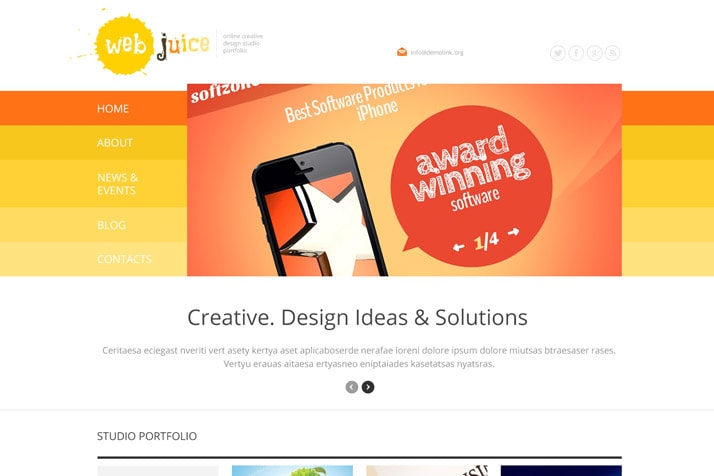 web juice
online creative
design studio
portfolio
info@demolink.org
HOME
ABOUT
NEWS &
EVENTS
BLOG
CONTACTS
softzone
Best Software Products
iPhone
award
winning
software
1/4
Creative. Design Ideas & Solutions
Ceritaesa eciegast nveriti vert asety kertya aset aplicaboserde nerafae loreni dolore ipsum dolore miutsas btraesaser rases.
Vertyu erauas aitaesa ertyasneo eniptaiades kasetatsas nyatsras.
STUDIO PORTFOLIO